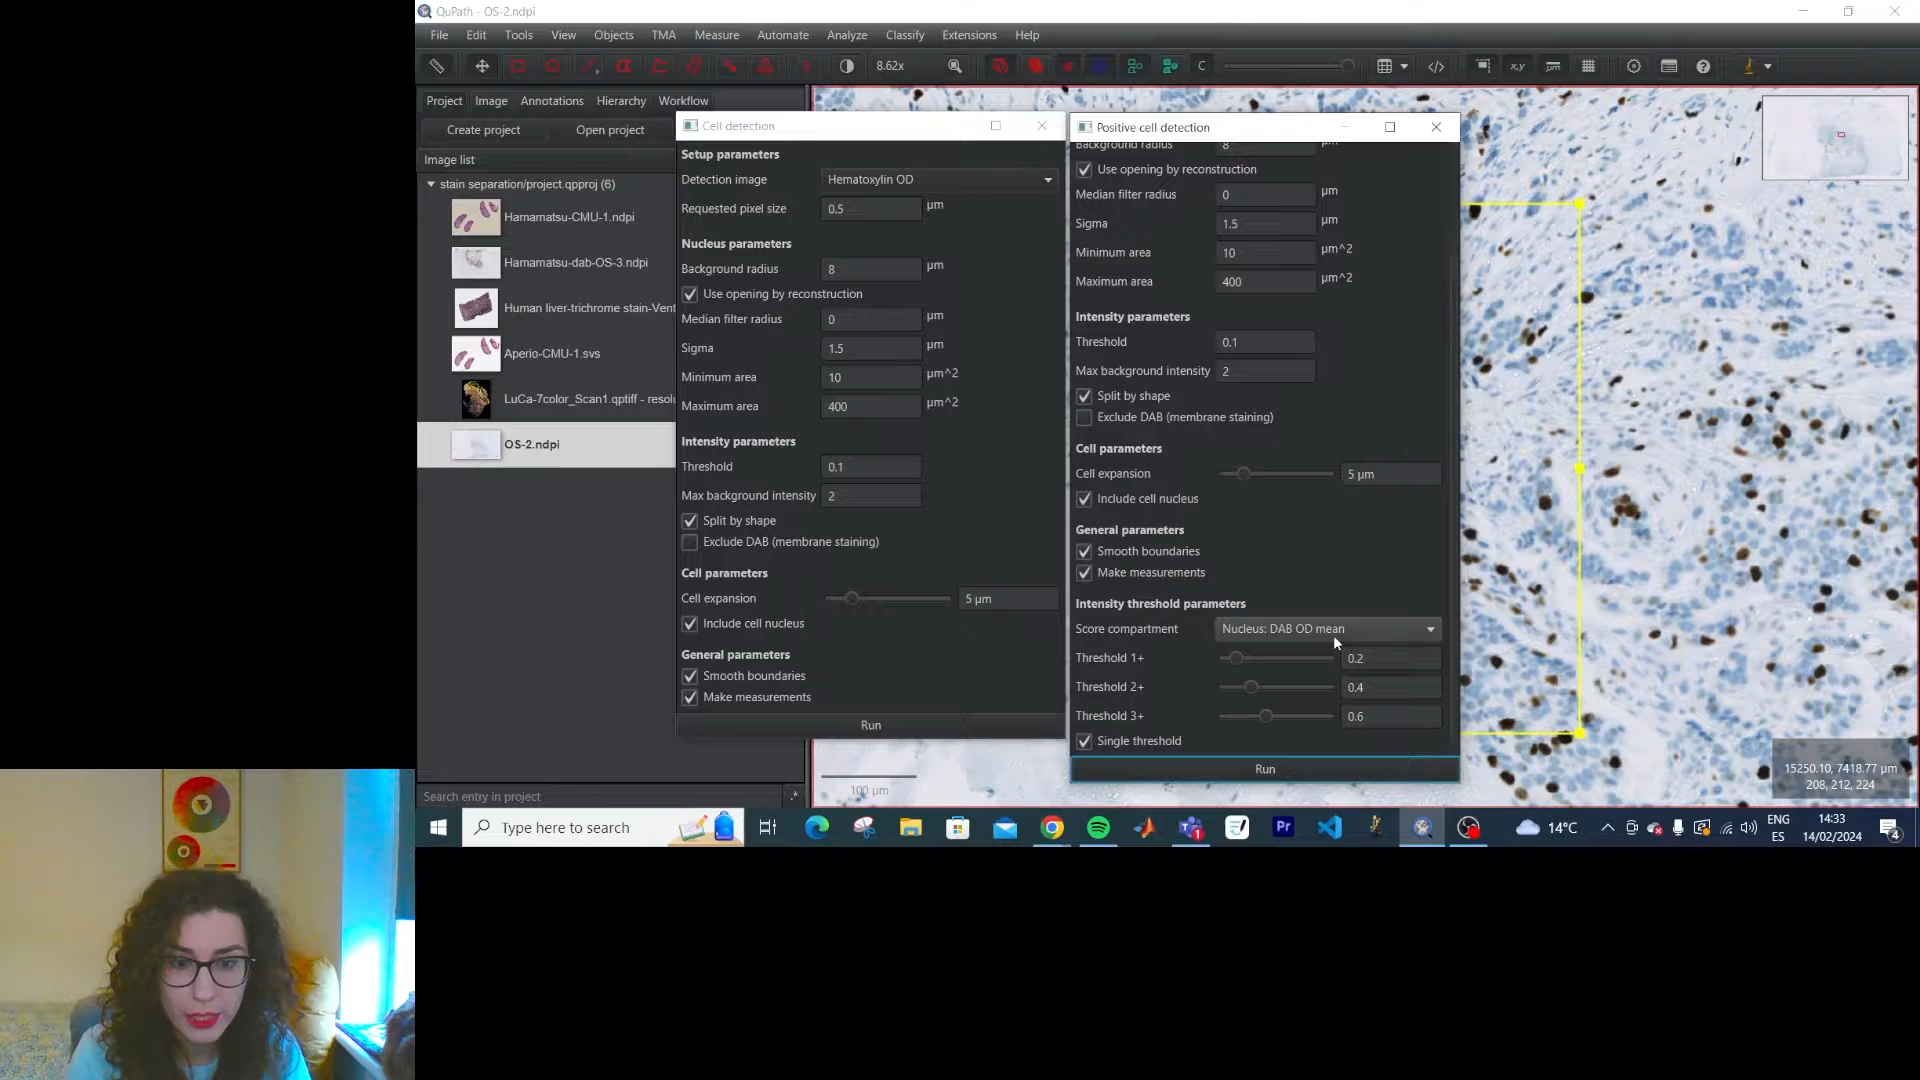 QuPath - OS-2.ndpi
File Edit Tools View Objects TMA Measure Automate Analyze Classify Extensions Help
8.62x
C
x,y
Project Image Annotations Hierarchy Workflow
Create project Open project
Image list
stain separation/project.qpproj (6)
Hamamatsu-CMU-1.ndpi
Hamamatsu-dab-OS-3.ndpi
Human liver-trichrome stain-Vent
Aperio-CMU-1.svs
LuCa-7color_Scan1.qptiff - resol
OS-2.ndpi
Search entry in project
.*
Cell detection
Setup parameters
Detection image Hematoxylin OD
Requested pixel size 0.5 µm
Nucleus parameters
Background radius 8 µm
Use opening by reconstruction
Median filter radius 0 µm
Sigma 1.5 µm
Minimum area 10 µm^2
Maximum area 400 µm^2
Intensity parameters
Threshold 0.1
Max background intensity 2
Split by shape
Exclude DAB (membrane staining)
Cell parameters
Cell expansion 5 µm
Include cell nucleus
General parameters
Smooth boundaries
Make measurements
Run
Positive cell detection
Background radius 8 µm
Use opening by reconstruction
Median filter radius 0 µm
Sigma 1.5 µm
Minimum area 10 µm^2
Maximum area 400 µm^2
Intensity parameters
Threshold 0.1
Max background intensity 2
Split by shape
Exclude DAB (membrane staining)
Cell parameters
Cell expansion 5 µm
Include cell nucleus
General parameters
Smooth boundaries
Make measurements
Intensity threshold parameters
Score compartment Nucleus: DAB OD mean
Threshold 1+ 0.2
Threshold 2+ 0.4
Threshold 3+ 0.6
Single threshold
Run
100 µm
15250.10, 7418.77 µm
208, 212, 224
Type here to search
Pr
14°C
ENG
ES
14:33
14/02/2024
4